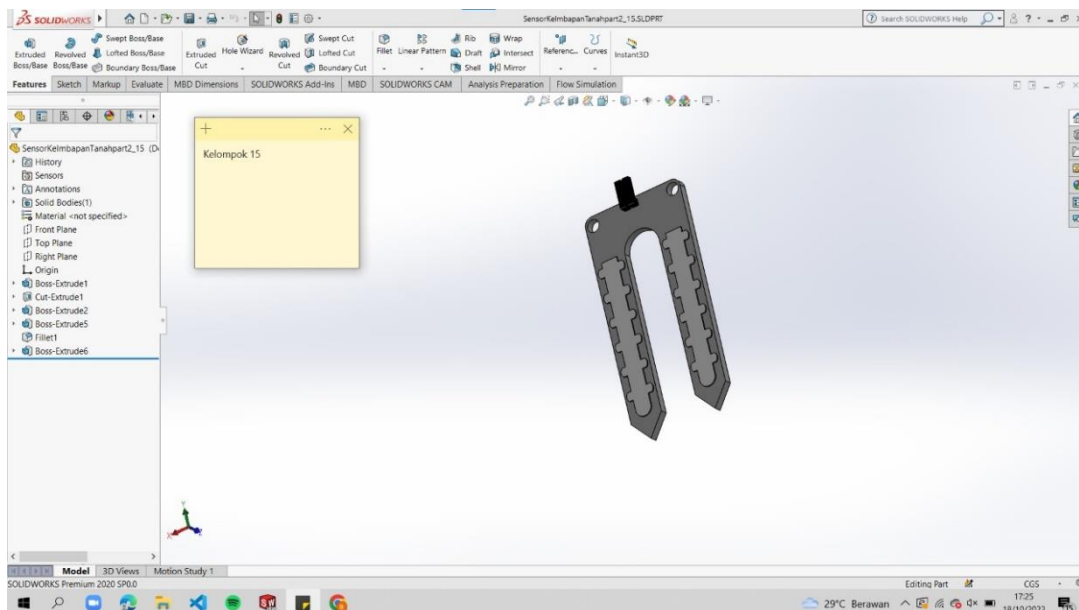 SOLIDWORKS
SensorKelmbapanTanahpart2_15.SLDPRT
Search SOLIDWORKS Help
Extruded Boss/Base
Revolved Boss/Base
Swept Boss/Base
Lofted Boss/Base
Boundary Boss/Base
Extruded Cut
Hole Wizard
Revolved Cut
Swept Cut
Lofted Cut
Boundary Cut
Fillet
Linear Pattern
Rib
Draft
Shell
Wrap
Intersect
Mirror
Referenc...
Curves
Instant3D
Features Sketch Markup Evaluate MBD Dimensions SOLIDWORKS Add-Ins MBD SOLIDWORKS CAM Analysis Preparation Flow Simulation
Kelompok 15
SensorKelmbapanTanahpart2_15 (D
History
Sensors
Annotations
Solid Bodies(1)
Material <not specified>
Front Plane
Top Plane
Right Plane
Origin
Boss-Extrude1
Cut-Extrude1
Boss-Extrude2
Boss-Extrude5
Fillet1
Boss-Extrude6
Model 3D Views Motion Study 1
SOLIDWORKS Premium 2020 SP0.0
Editing Part
CGS
29°C Berawan
17:25